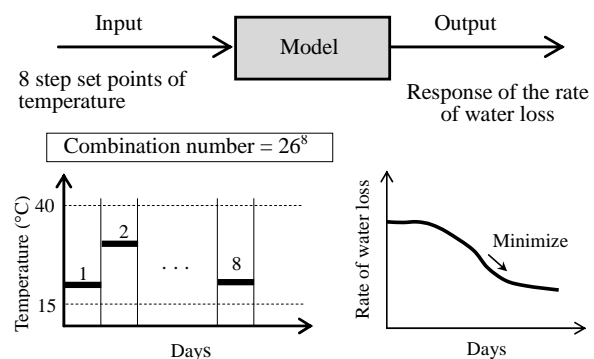 Input
Model
Output
8 step set points of
temperature
Response of the rate
of water loss
Combination number = 26⁸
Temperature (°C)
40
15
1
2
. . .
8
Days
Rate of water loss
Minimize
Days